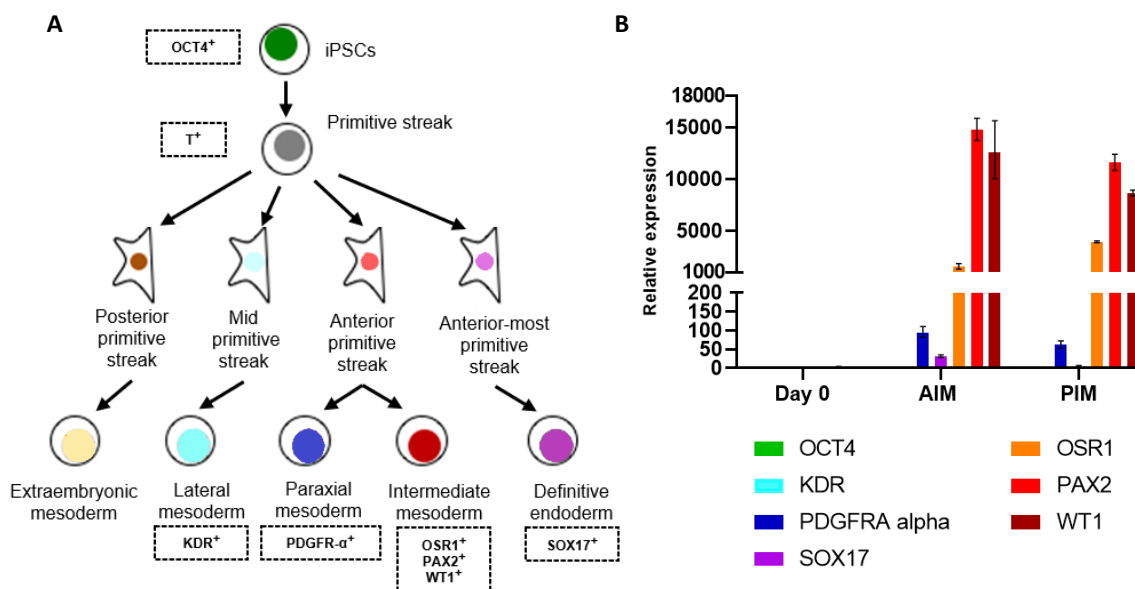 A
OCT4+
iPSCs
T+
Primitive streak
Posterior
primitive
streak
Mid
primitive
streak
Anterior
primitive
streak
Anterior-most
primitive
streak
Extraembryonic
mesoderm
Lateral
mesoderm
KDR+
Paraxial
mesoderm
PDGFR-α+
Intermediate
mesoderm
OSR1+
PAX2+
WT1+
Definitive
endoderm
SOX17+
B
Relative expression
18000
15000
10000
5000
1000
200
150
100
50
0
Day 0
AIM
PIM
OCT4
KDR
PDGFRA alpha
SOX17
OSR1
PAX2
WT1